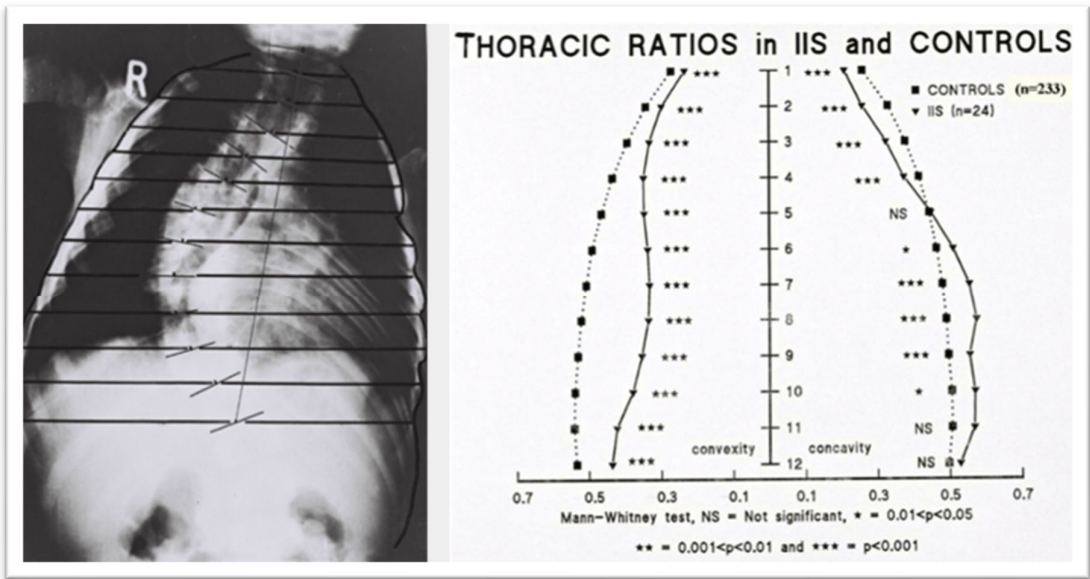 R
THORACIC RATIOS in IIS and CONTROLS
■ CONTROLS (n=233)
▼ IIS (n=24)
*** 1 ***
*** 2 ***
*** 3 ***
*** 4 ***
*** 5 NS
*** 6 *
*** 7 ***
*** 8 ***
*** 9 ***
*** 10 *
*** 11 NS
convexity concavity
*** 12 NS
0.7 0.5 0.3 0.1 0.1 0.3 0.5 0.7
Mann-Whitney test, NS = Not significant, * = 0.01<p<0.05
** = 0.001<p<0.01 and *** = p<0.001